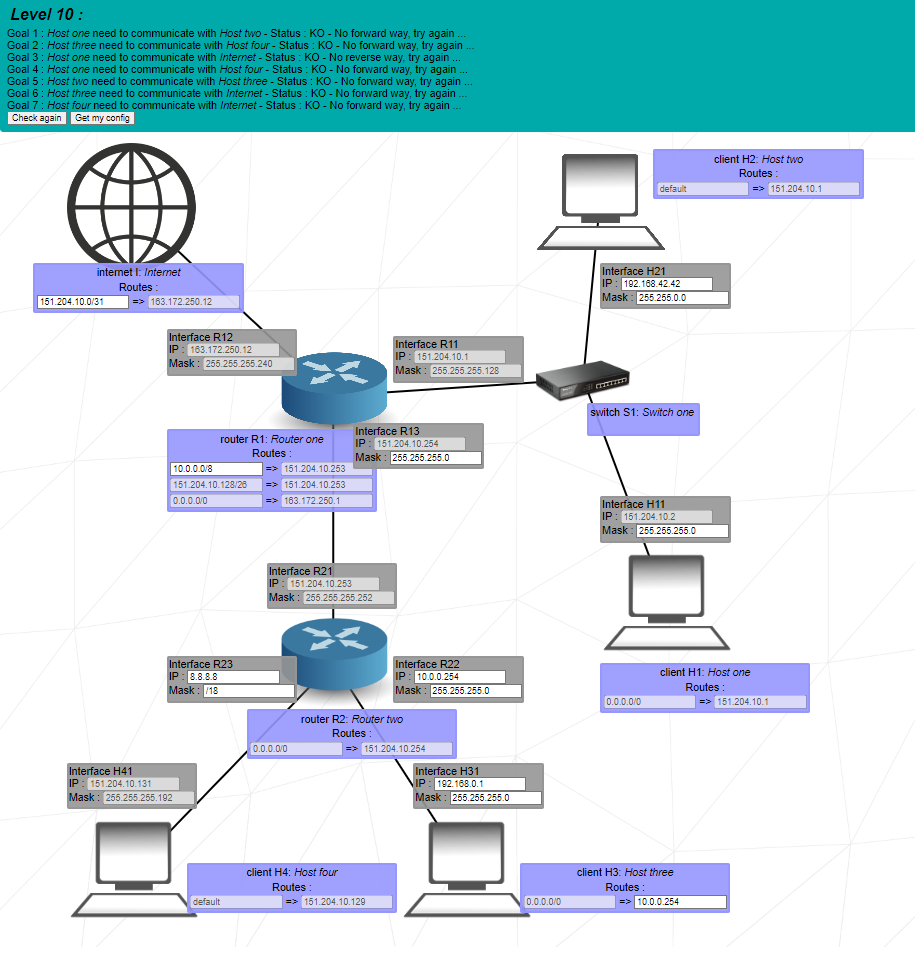 Level 10 :
Goal 1 : Host one need to communicate with Host two - Status : KO - No forward way, try again ...
Goal 2 : Host three need to communicate with Host four - Status : KO - No forward way, try again ...
Goal 3 : Host one need to communicate with Internet - Status : KO - No reverse way, try again ...
Goal 4 : Host one need to communicate with Host four - Status : KO - No forward way, try again ...
Goal 5 : Host two need to communicate with Host three - Status : KO - No forward way, try again ...
Goal 6 : Host three need to communicate with Internet - Status : KO - No forward way, try again ...
Goal 7 : Host four need to communicate with Internet - Status : KO - No forward way, try again ...
Check again Get my config
client H2: Host two
Routes :
default => 151.204.10.1
internet I: Internet
Routes :
151.204.10.0/31 => 163.172.250.12
Interface H21
IP : 192.168.42.42
Mask : 255.255.0.0
Interface R12
IP : 163.172.250.12
Mask : 255.255.255.240
Interface R11
IP : 151.204.10.1
Mask : 255.255.255.128
switch S1: Switch one
Interface R13
IP : 151.204.10.254
Mask : 255.255.255.0
router R1: Router one
Routes :
10.0.0.0/8 => 151.204.10.253
151.204.10.128/26 => 151.204.10.253
0.0.0.0/0 => 163.172.250.1
Interface H11
IP : 151.204.10.2
Mask : 255.255.255.0
Interface R21
IP : 151.204.10.253
Mask : 255.255.255.252
Interface R23
IP : 8.8.8.8
Mask : /18
Interface R22
IP : 10.0.0.254
Mask : 255.255.255.0
client H1: Host one
Routes :
0.0.0.0/0 => 151.204.10.1
router R2: Router two
Routes :
0.0.0.0/0 => 151.204.10.254
Interface H41
IP : 151.204.10.131
Mask : 255.255.255.192
Interface H31
IP : 192.168.0.1
Mask : 255.255.255.0
client H4: Host four
Routes :
default => 151.204.10.129
client H3: Host three
Routes :
0.0.0.0/0 => 10.0.0.254